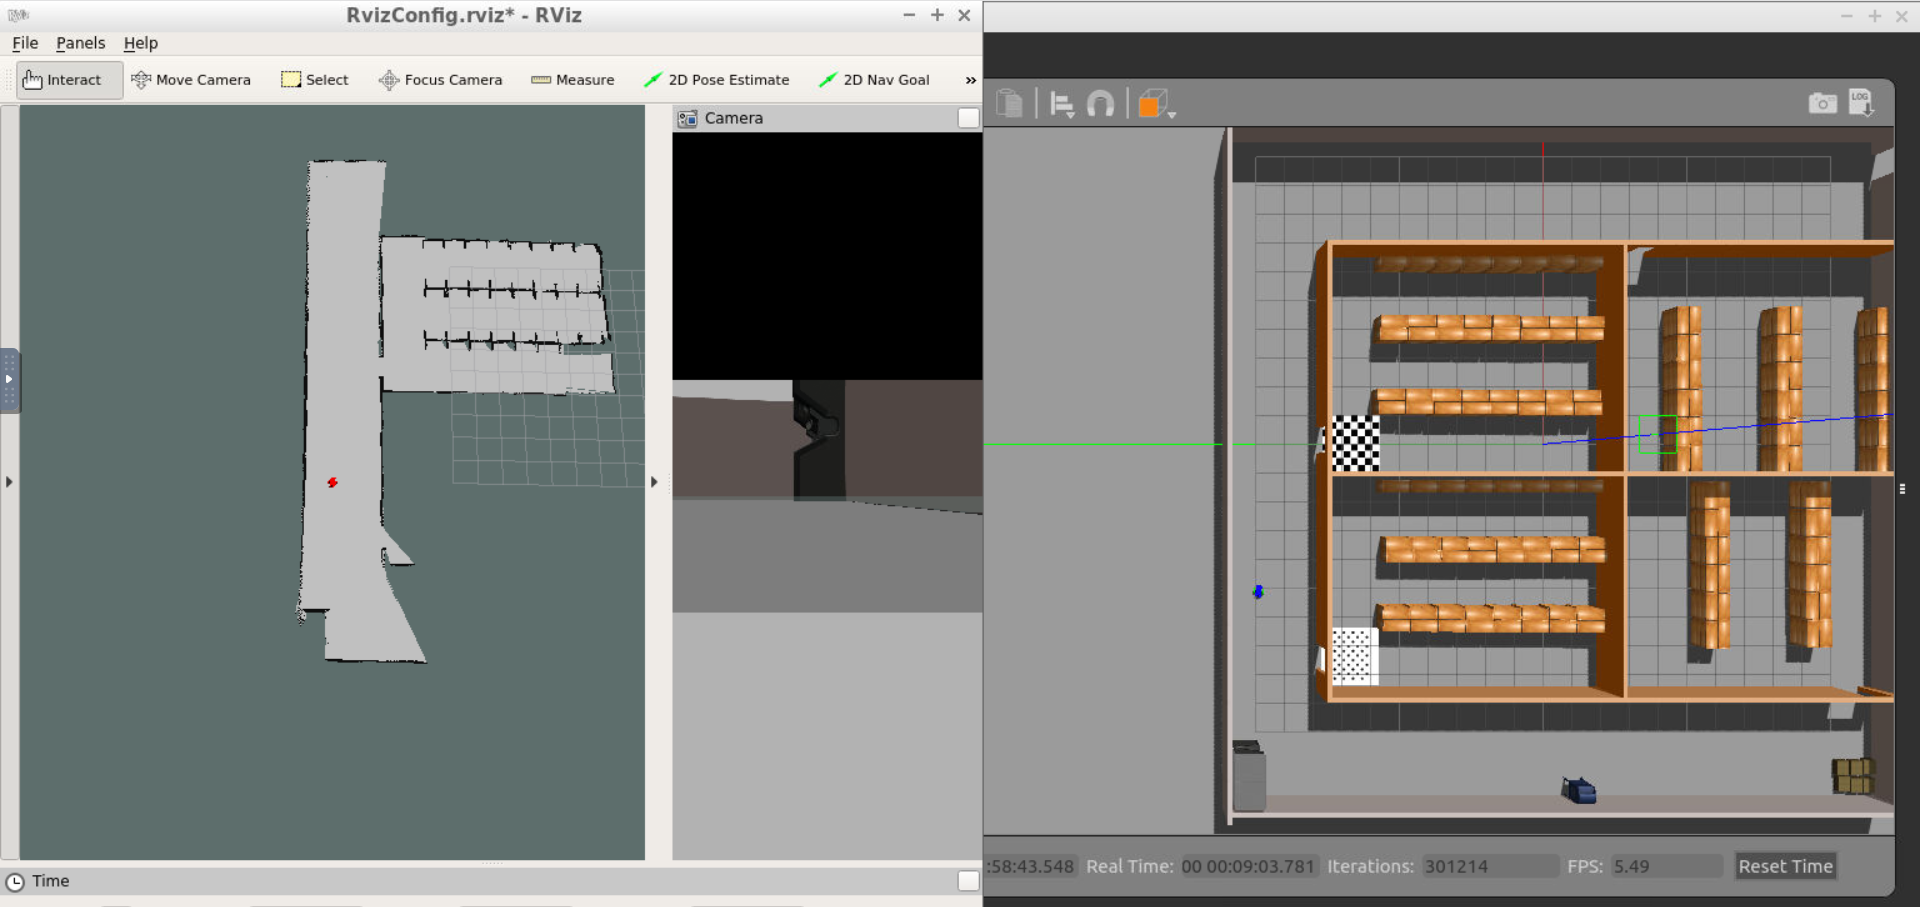 RvizConfig.rviz* - RViz
File Panels Help
Interact Move Camera Select Focus Camera Measure 2D Pose Estimate 2D Nav Goal »
Camera
LOG
:58:43.548 Real Time: 00 00:09:03.781 Iterations: 301214 FPS: 5.49 Reset Time
Time